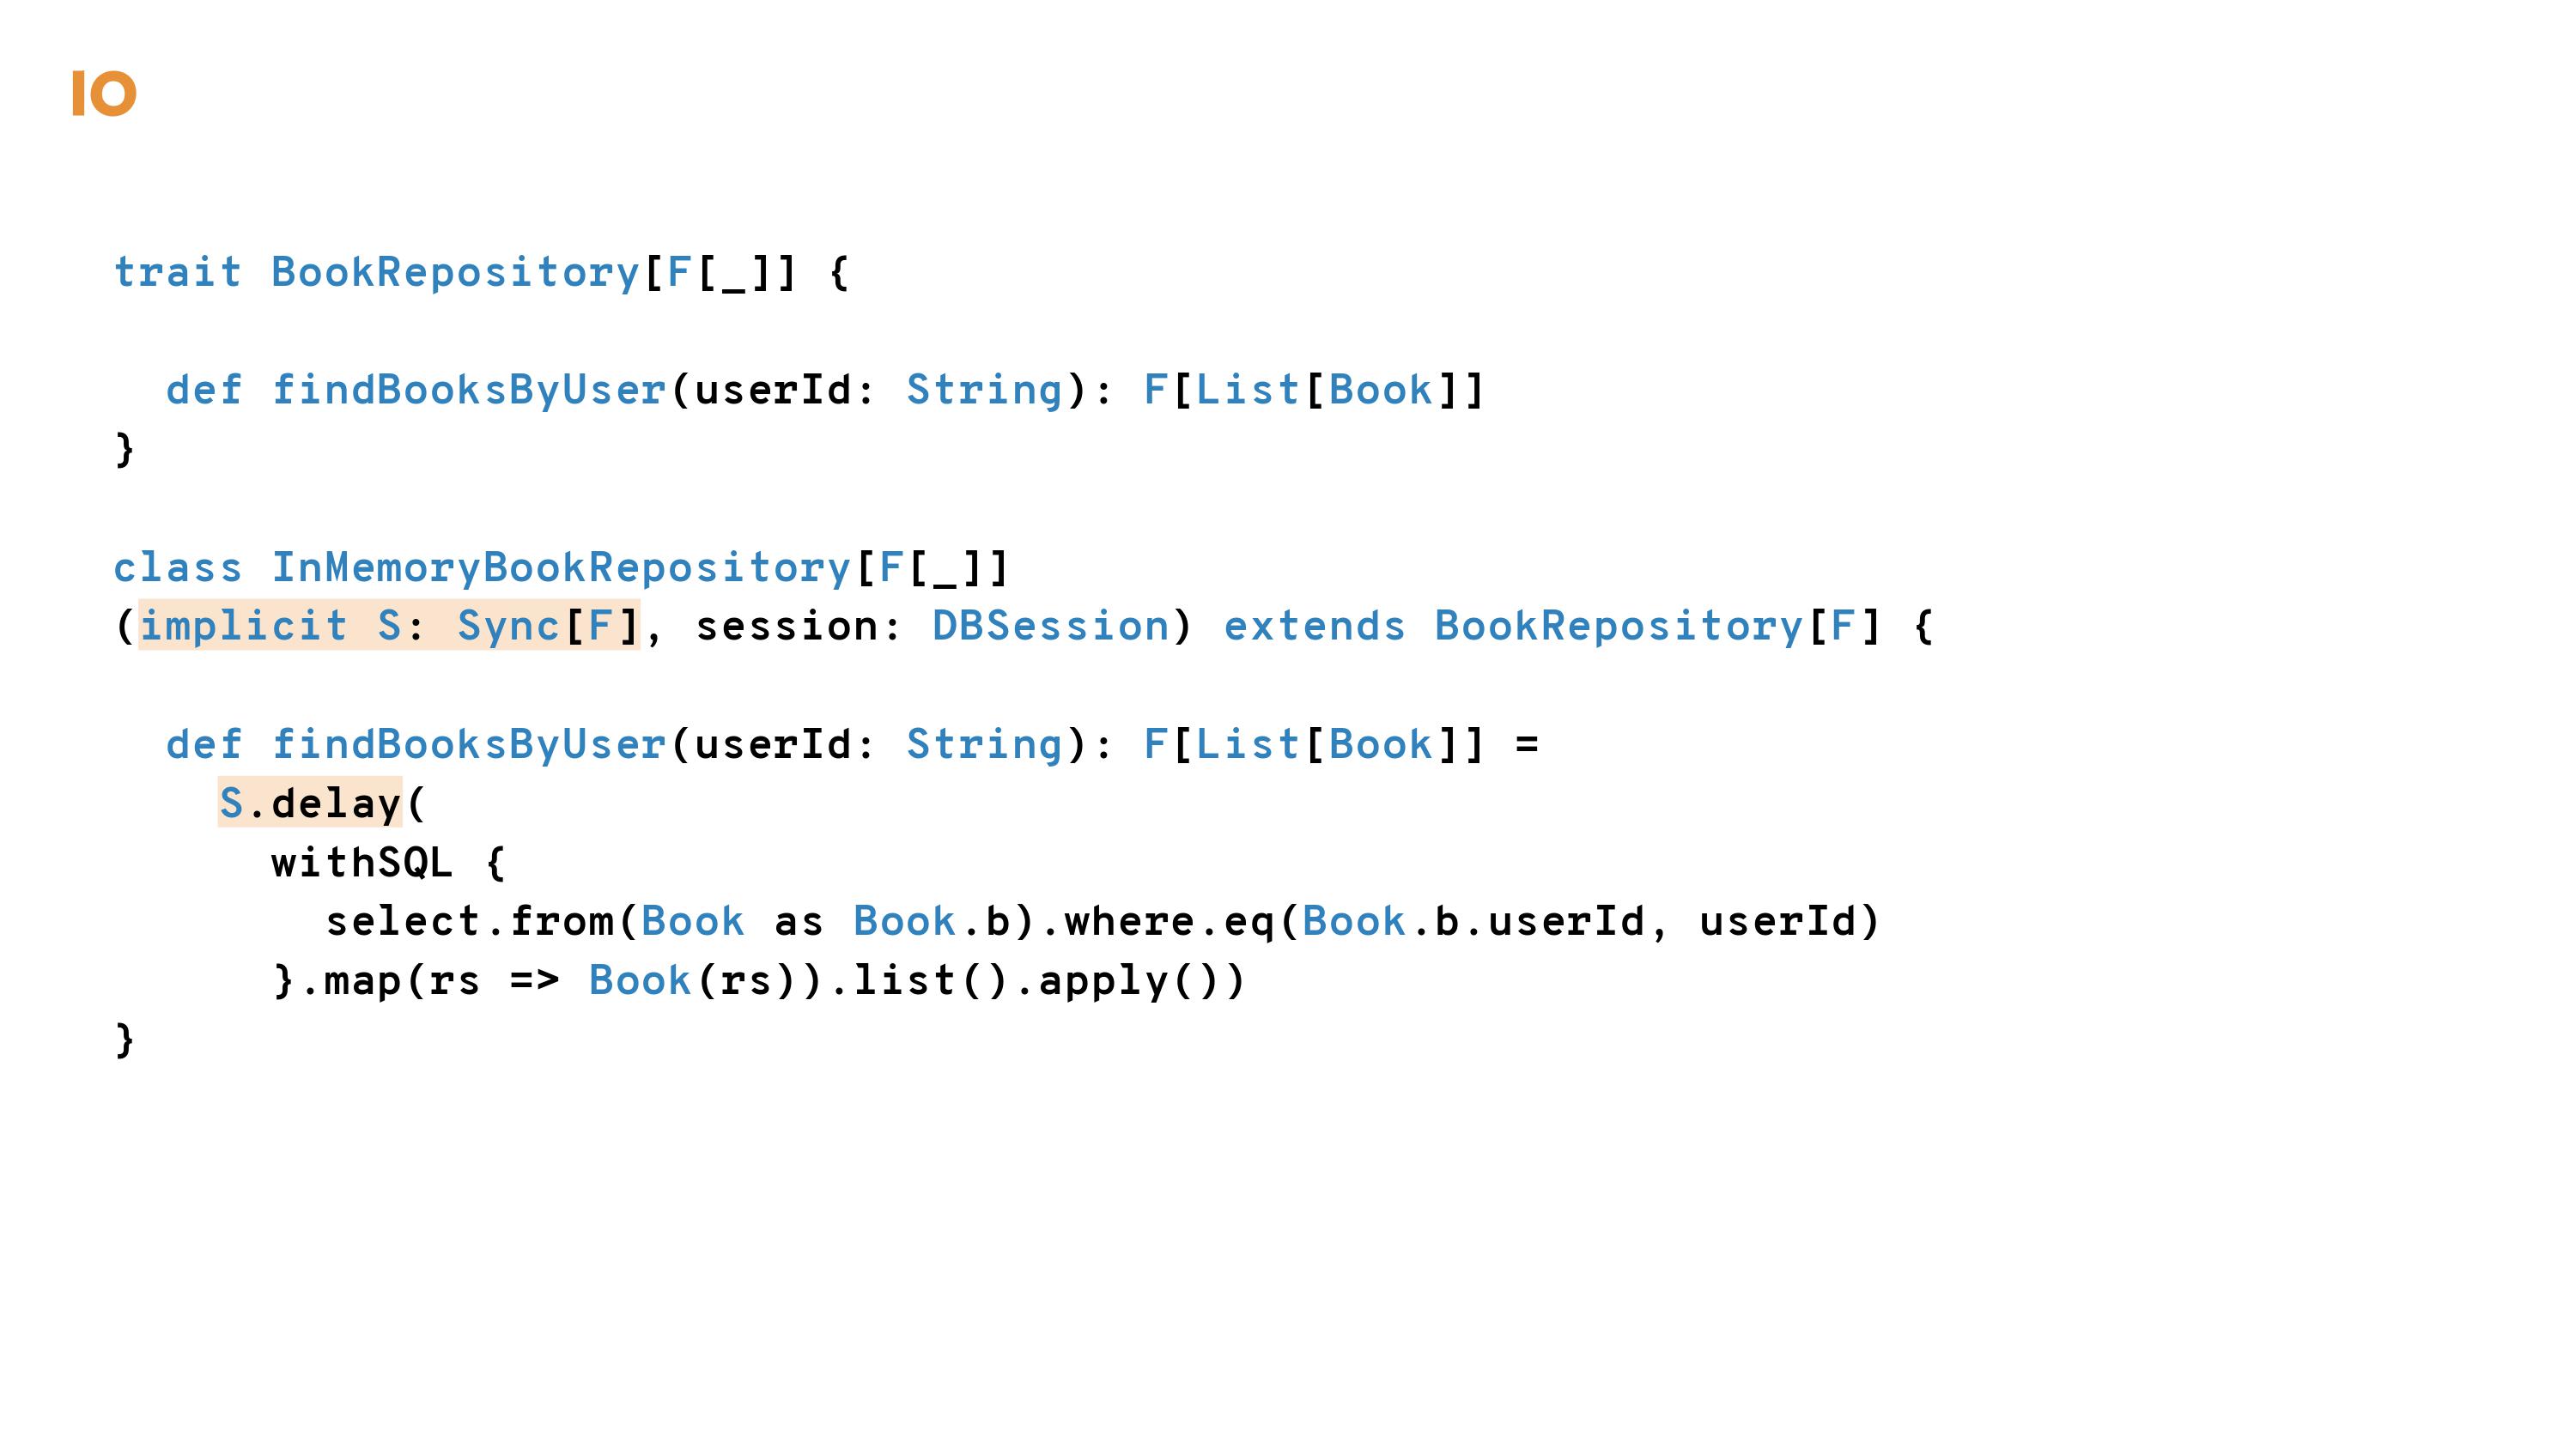 IO
trait BookRepository[F[_]] {
  def findBooksByUser(userId: String): F[List[Book]]
}
class InMemoryBookRepository[F[_]]
(implicit S: Sync[F], session: DBSession) extends BookRepository[F] {
  def findBooksByUser(userId: String): F[List[Book]] =
    S.delay(
      withSQL {
        select.from(Book as Book.b).where.eq(Book.b.userId, userId)
      }.map(rs => Book(rs)).list().apply())
}